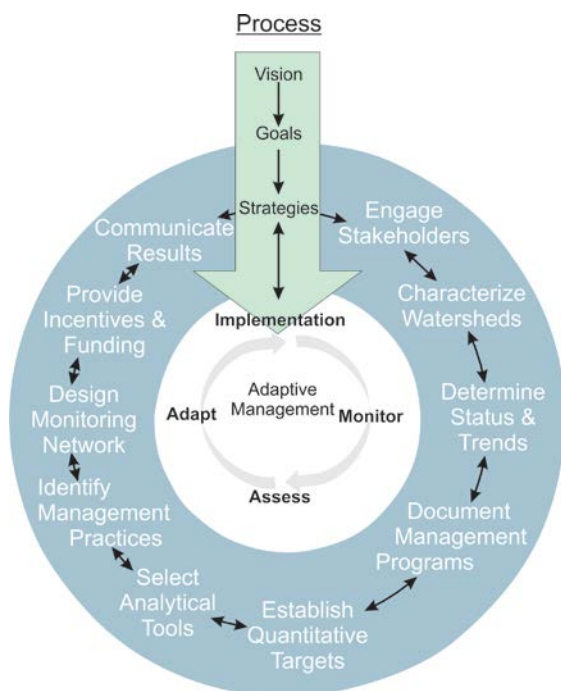 Process
Vision
Goals
Strategies
Engage
Stakeholders
Characterize
Watersheds
Determine
Status &
Trends
Document
Management
Programs
Establish
Quantitative
Targets
Select
Analytical
Tools
Identify
Management
Practices
Design
Monitoring
Network
Provide
Incentives &
Funding
Communicate
Results
Implementation
Adaptive
Management
Monitor
Assess
Adapt